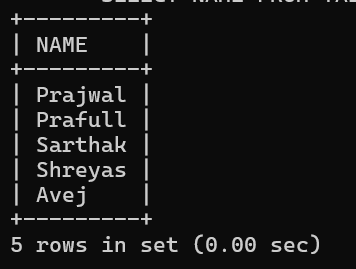 +---------+
| NAME    |
+---------+
| Prajwal |
| Prafull |
| Sarthak |
| Shreyas |
| Avej    |
+---------+
5 rows in set (0.00 sec)